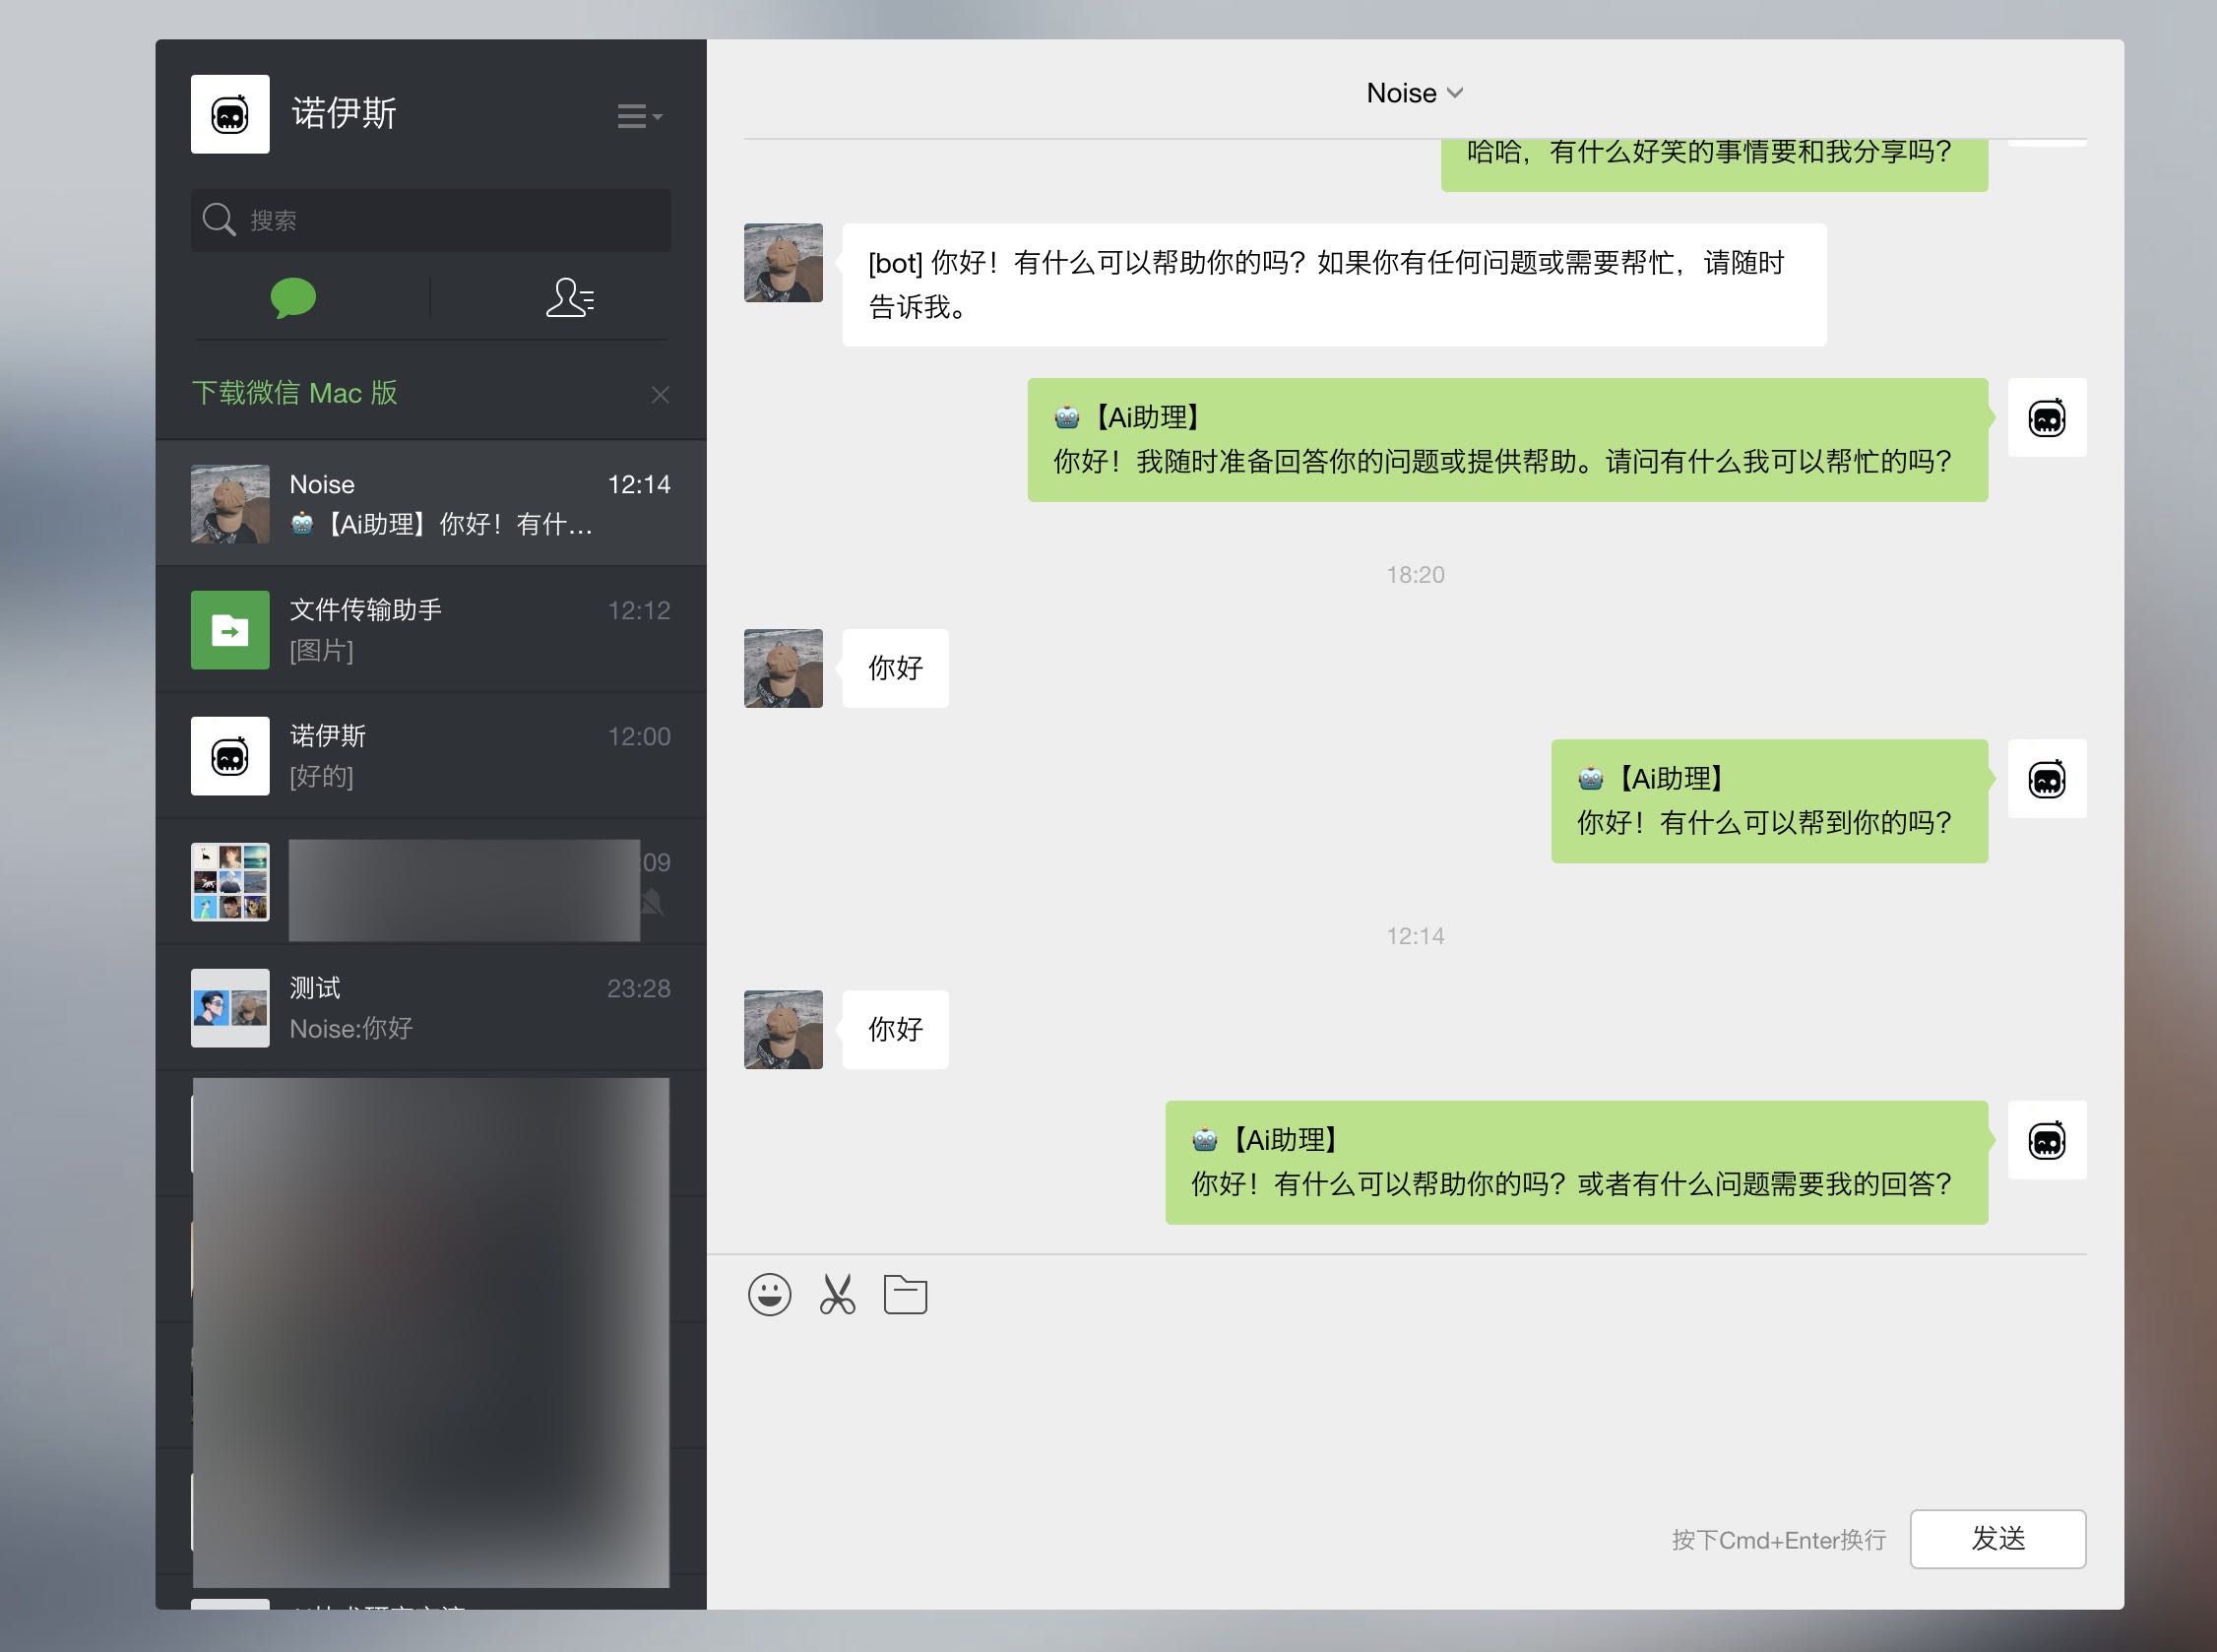 诺伊斯
搜索
下载微信 Mac 版
Noise 12:14
🤖【Ai助理】你好！有什...
文件传输助手 12:12
[图片]
诺伊斯 12:00
[好的]
:09
测试 23:28
Noise:你好
Noise
哈哈，有什么好笑的事情要和我分享吗？
[bot] 你好！有什么可以帮助你的吗？如果你有任何问题或需要帮忙，请随时
告诉我。
🤖【Ai助理】
你好！我随时准备回答你的问题或提供帮助。请问有什么我可以帮忙的吗？
18:20
你好
🤖【Ai助理】
你好！有什么可以帮到你的吗？
12:14
你好
🤖【Ai助理】
你好！有什么可以帮助你的吗？或者有什么问题需要我的回答？
按下Cmd+Enter换行
发送